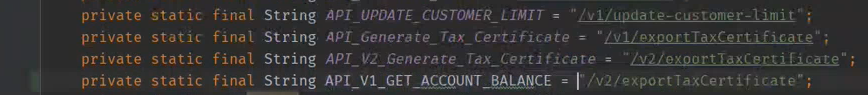 private static final String API_UPDATE_CUSTOMER_LIMIT = "/v1/update-customer-limit";
private static final String API_Generate_Tax_Certificate = "/v1/exportTaxCertificate";
private static final String API_V2_Generate_Tax_Certificate = "/v2/exportTaxCertificate";
private static final String API_V1_GET_ACCOUNT_BALANCE = "/v2/exportTaxCertificate";